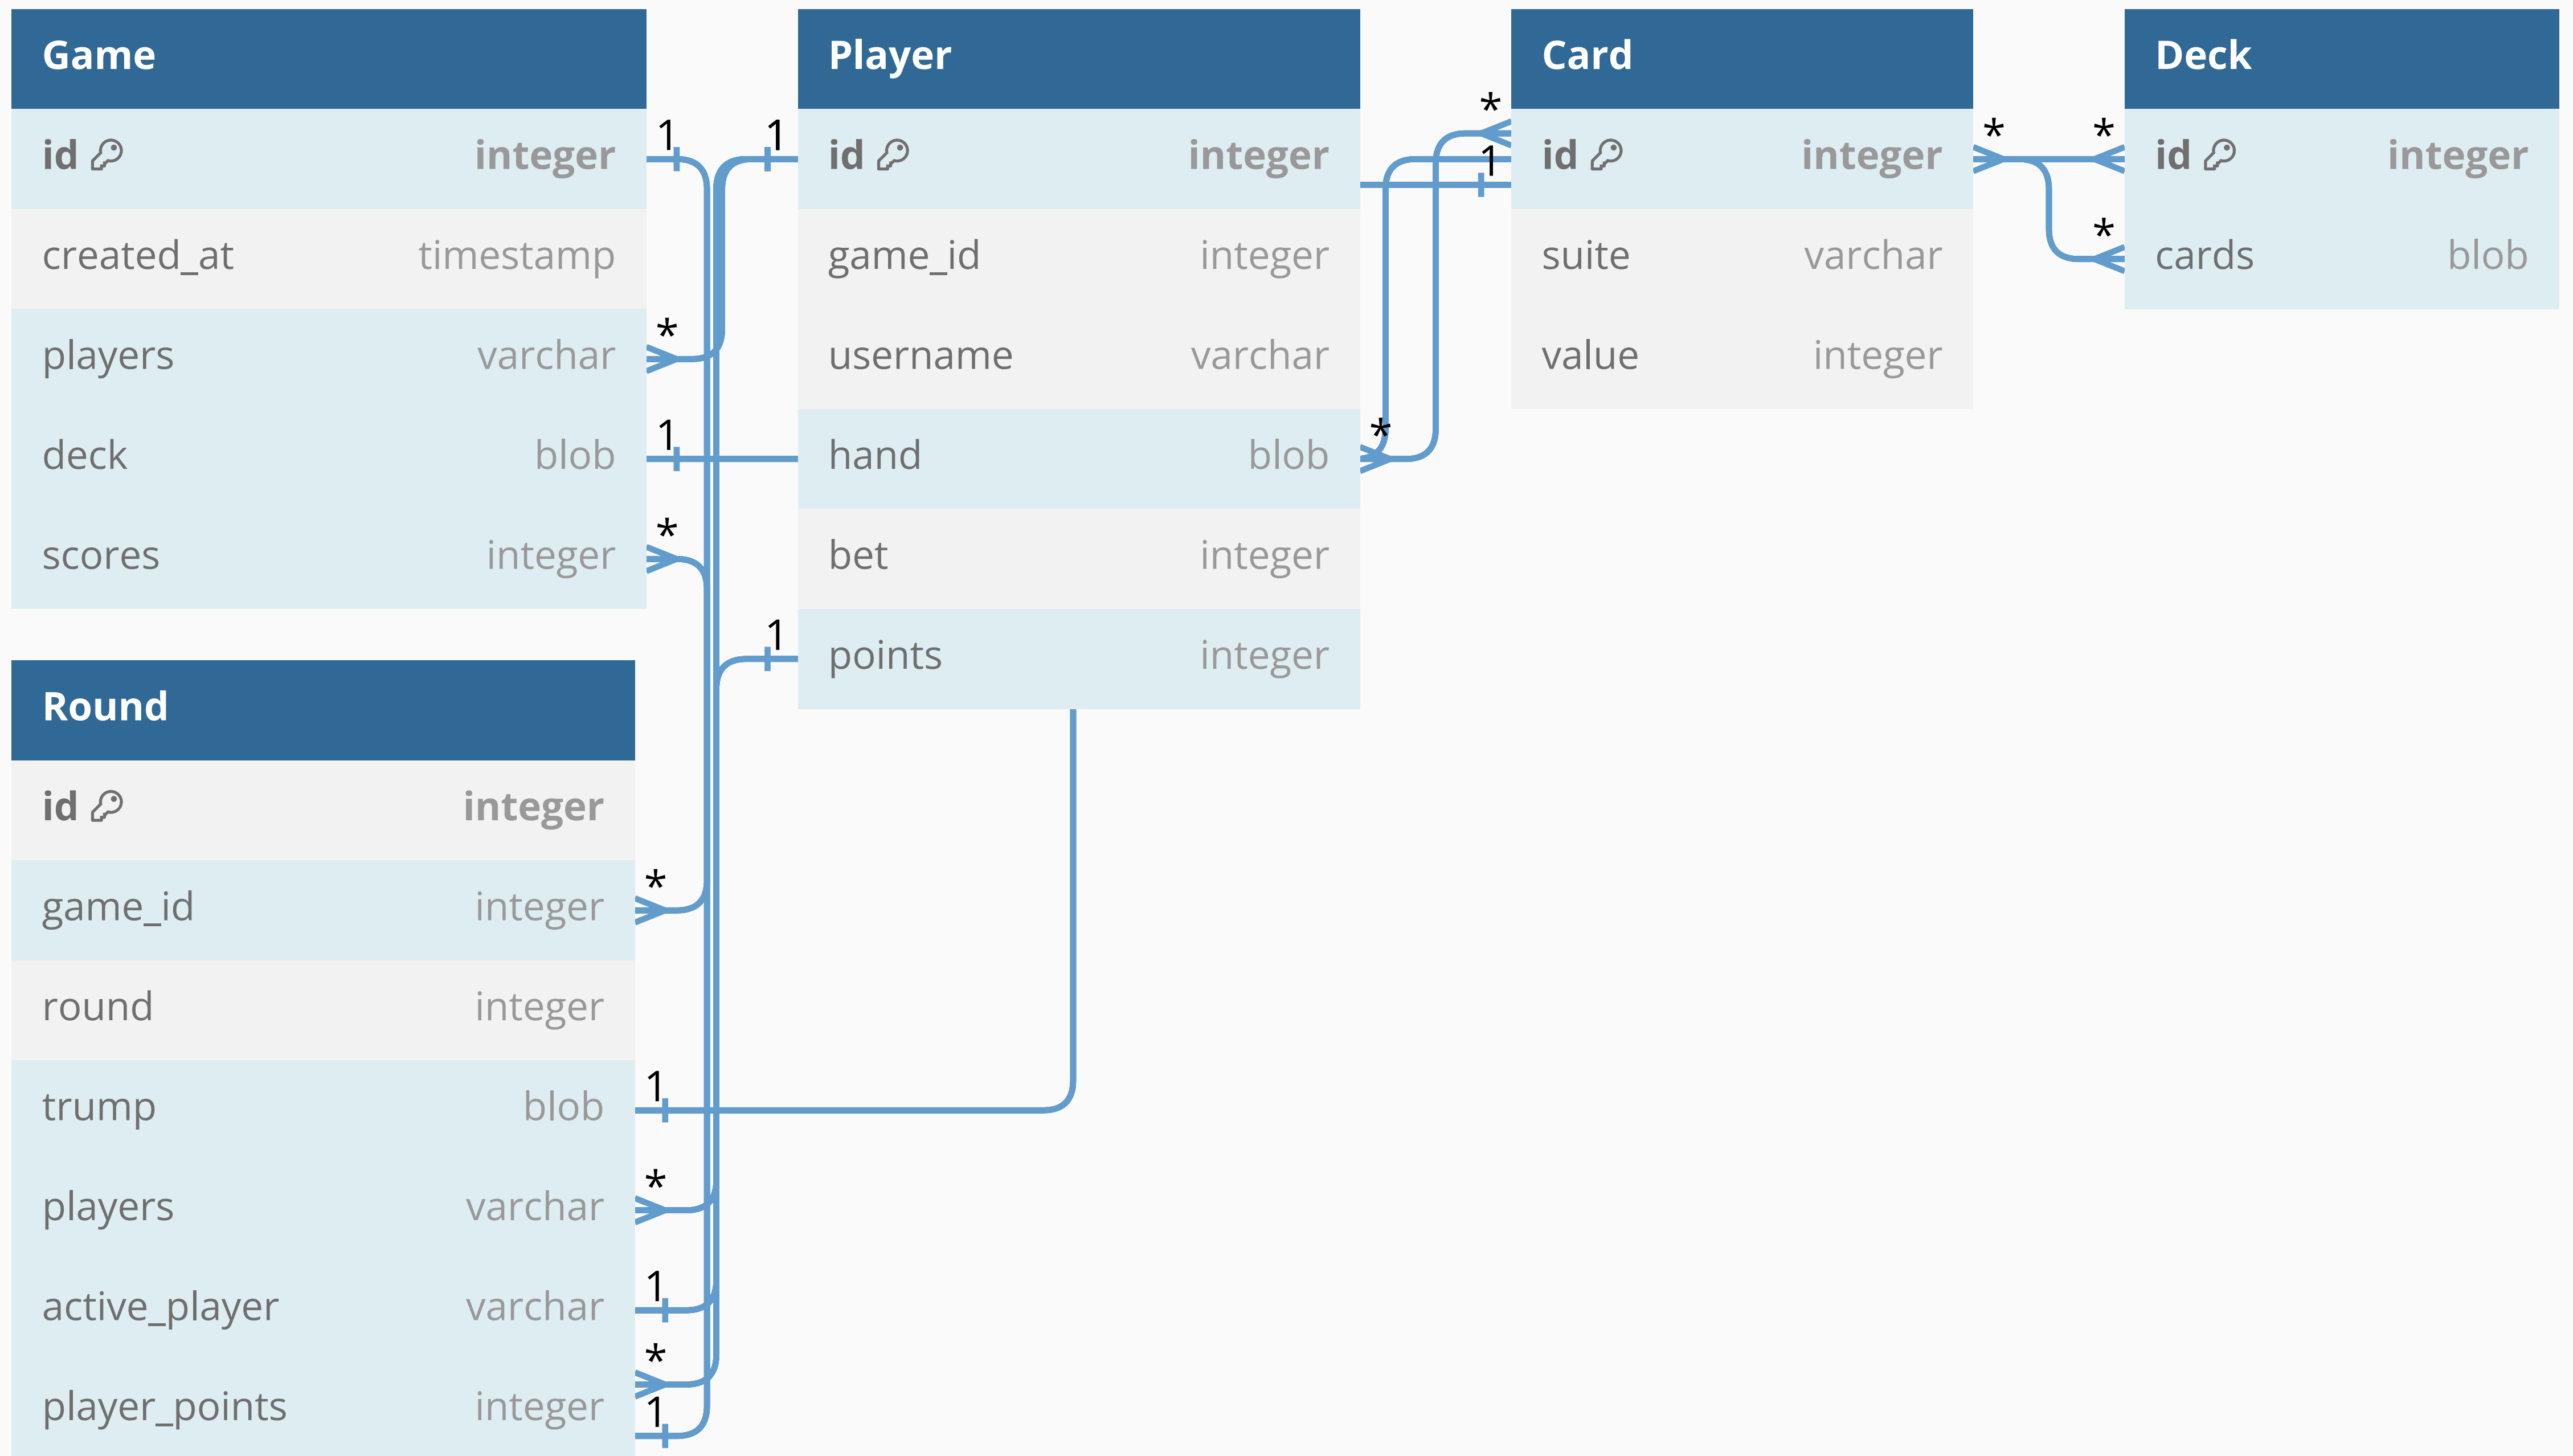 Game
id integer
created_at timestamp
players varchar
deck blob
scores integer
Round
id integer
game_id integer
round integer
trump blob
players varchar
active_player varchar
player_points integer
Player
id integer
game_id integer
username varchar
hand blob
bet integer
points integer
Card
id integer
suite varchar
value integer
Deck
id integer
cards blob
1
*
1
*
*
1
*
1
*
1
1
1
*
1
*
*
*
*